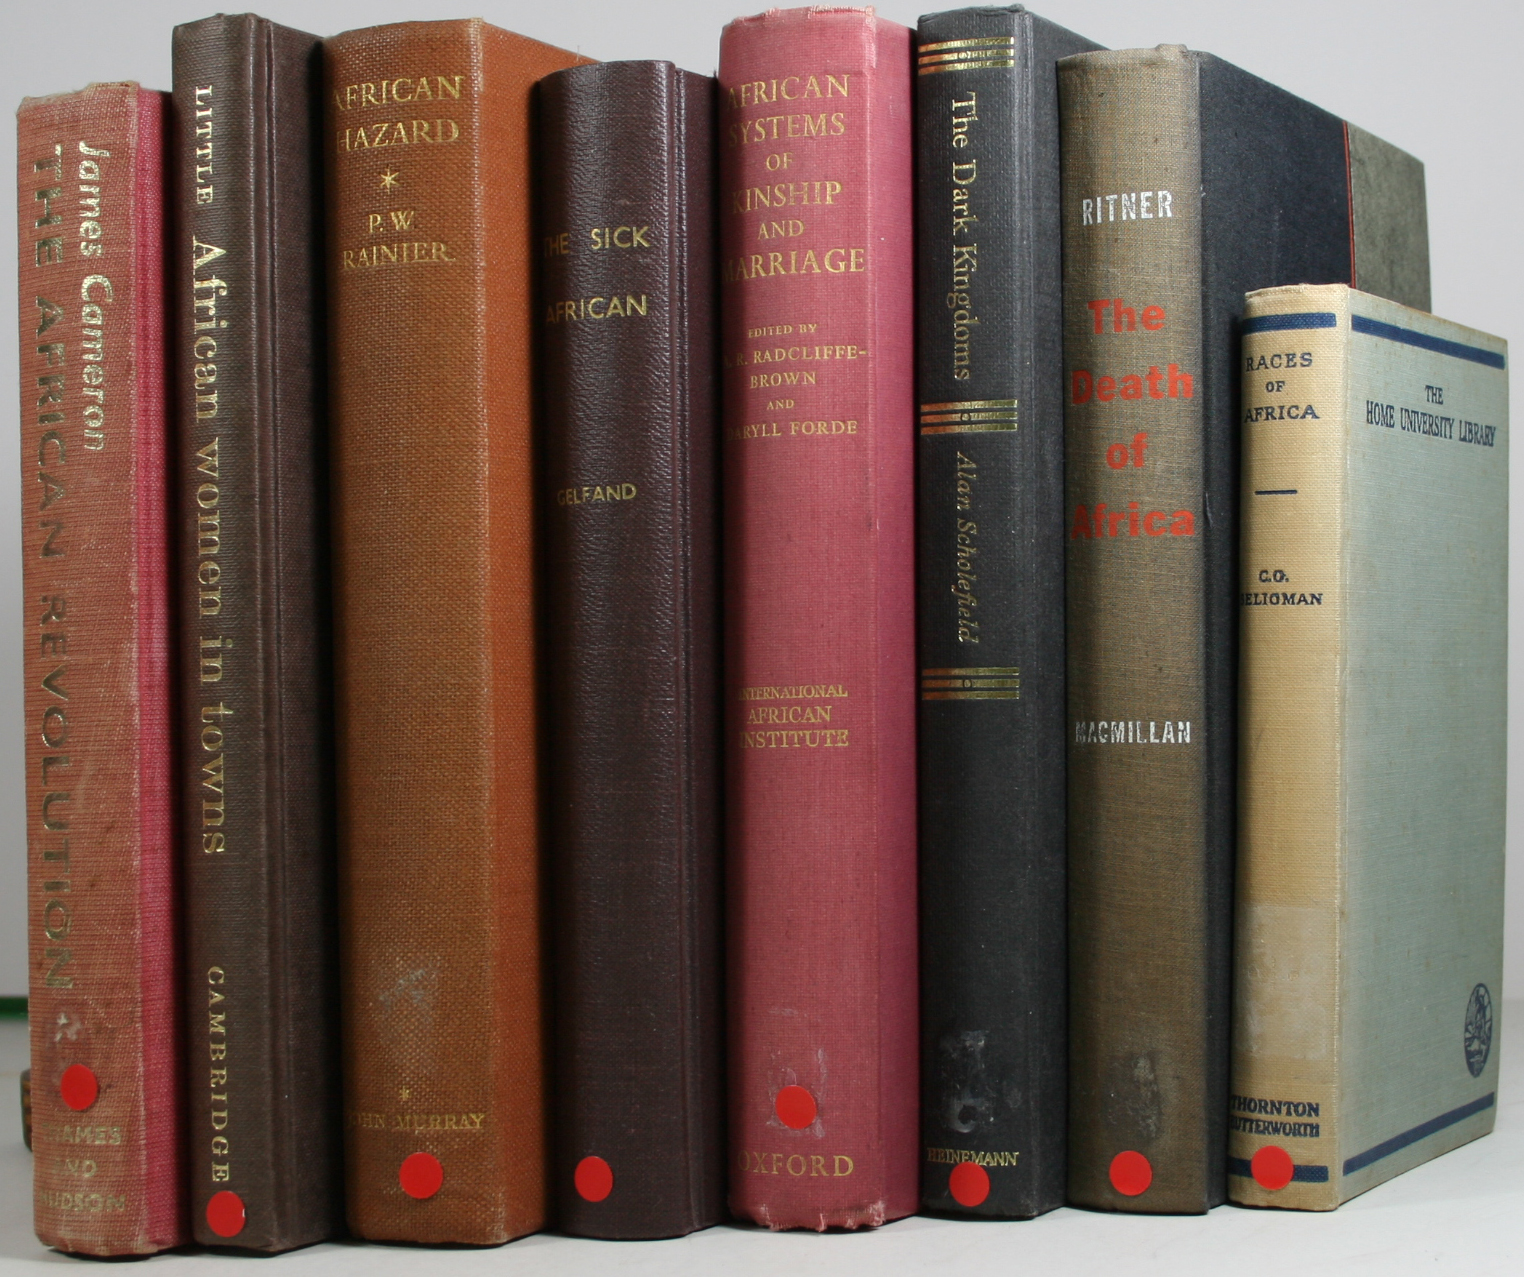 James Cameron
THE AFRICAN REVOLUTION
THAMES
AND
HUDSON
LITTLE African women in towns CAMBRIDGE
AFRICAN
HAZARD
P. W.
RAINIER
JOHN MURRAY
THE SICK
AFRICAN
GELFAND
AFRICAN
SYSTEMS
OF
KINSHIP
AND
MARRIAGE
EDITED BY
A. R. RADCLIFFE-
BROWN
AND
DARYLL FORDE
INTERNATIONAL
AFRICAN
INSTITUTE
OXFORD
The Dark Kingdoms Alan Scholefield
HEINEMANN
RITNER
The
Death
of
Africa
MACMILLAN
RACES
OF
AFRICA
C.G.
SELIGMAN
THORNTON
BUTTERWORTH
THE
HOME UNIVERSITY LIBRARY